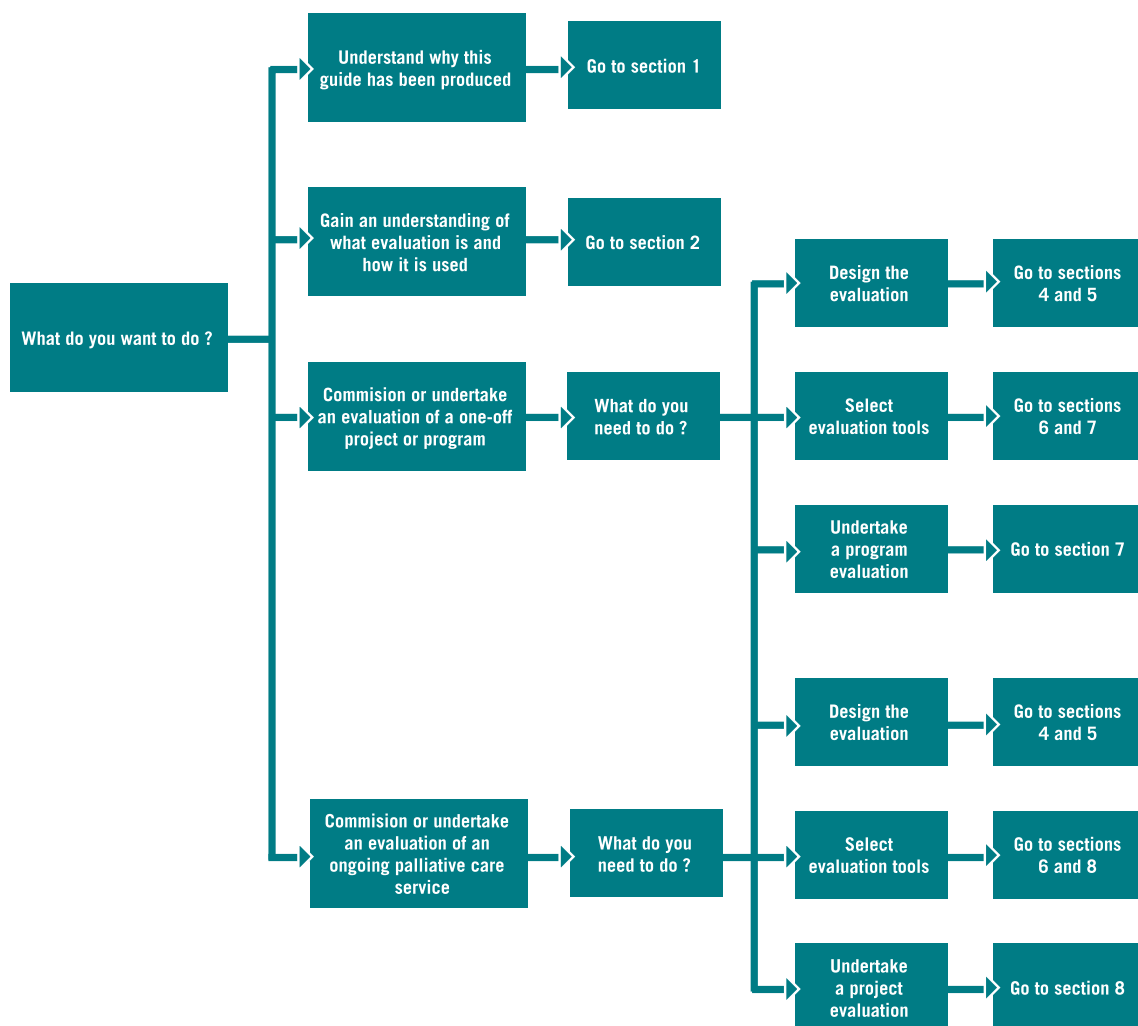 What do you want to do ?
Understand why this
guide has been produced
Go to section 1
Gain an understanding of
what evaluation is and
how it is used
Go to section 2
Commision or undertake
an evaluation of a one-off
project or program
What do you
need to do ?
Design the
evaluation
Go to sections
4 and 5
Select
evaluation tools
Go to sections
6 and 7
Undertake
a program
evaluation
Go to section 7
Commision or undertake
an evaluation of an
ongoing palliative care
service
What do you
need to do ?
Design the
evaluation
Go to sections
4 and 5
Select
evaluation tools
Go to sections
6 and 8
Undertake
a project
evaluation
Go to section 8